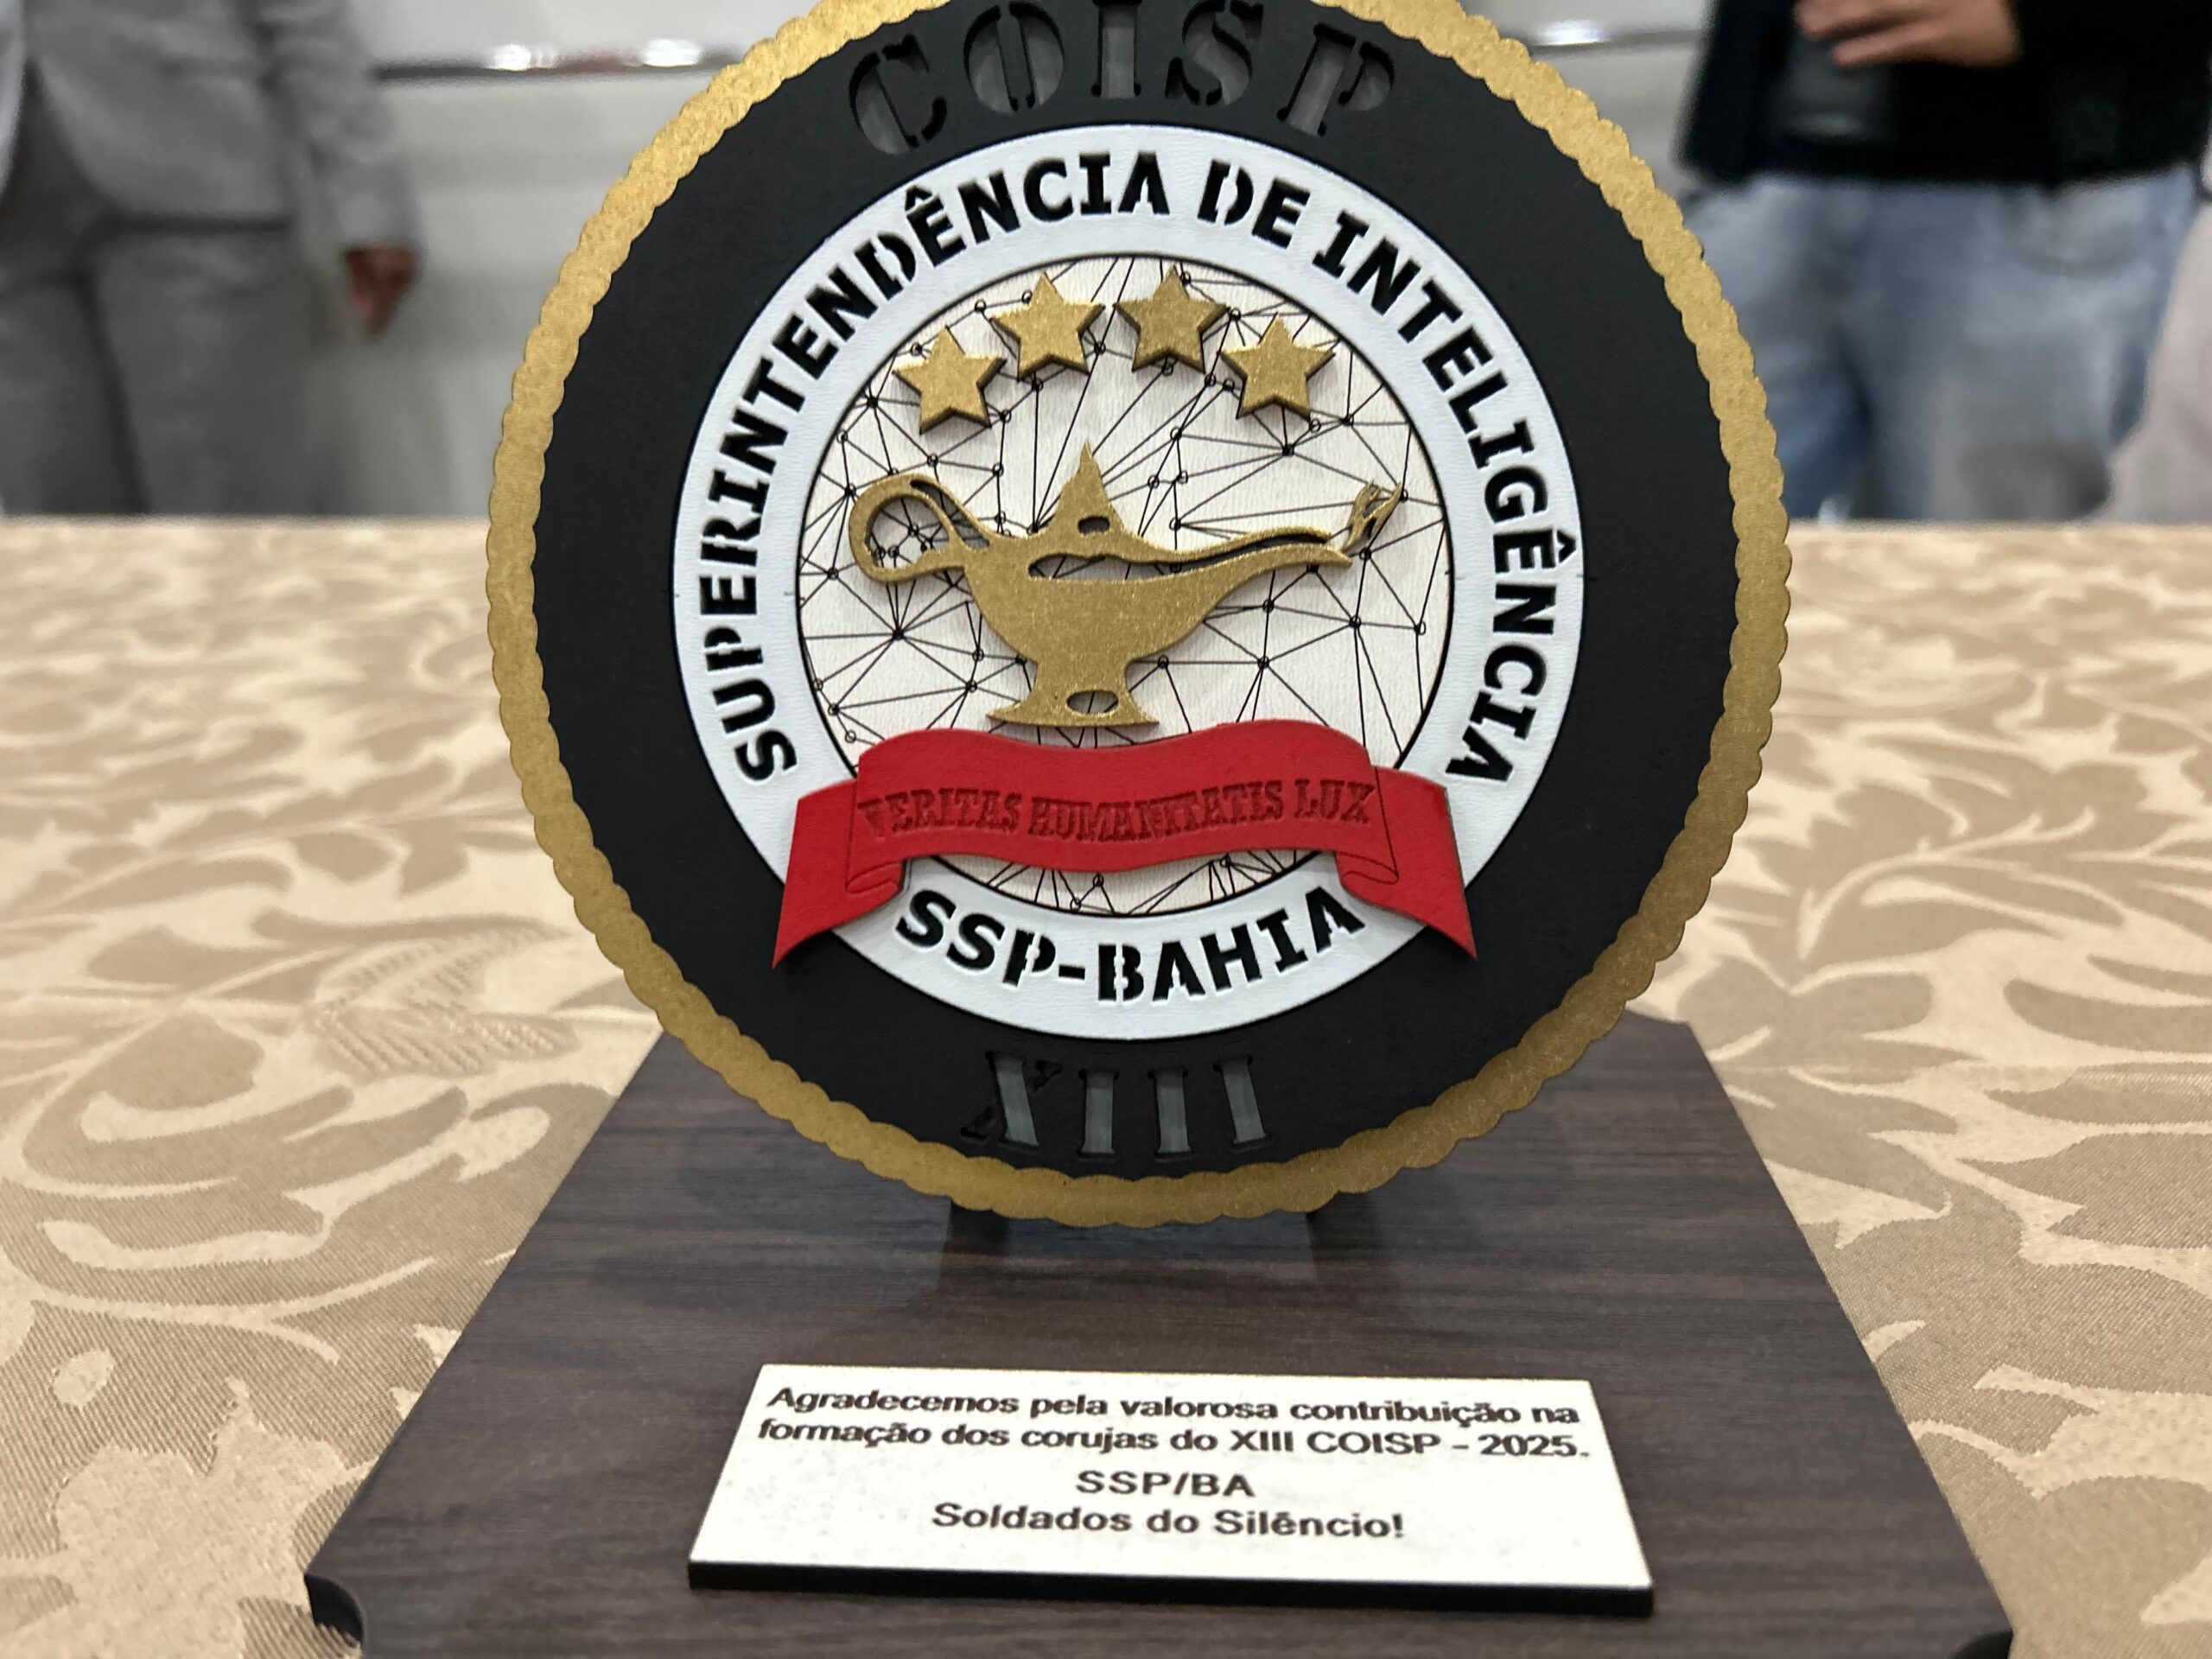 COISP
SUPERINTENDÊNCIA DE INTELIGÊNCIA
VERITAS HUMANITATIS LUX
SSP-BAHIA
XIII
Agradecemos pela valorosa contribuição na
formação dos corujas do XIII COISP - 2025.
SSP/BA
Soldados do Silêncio!